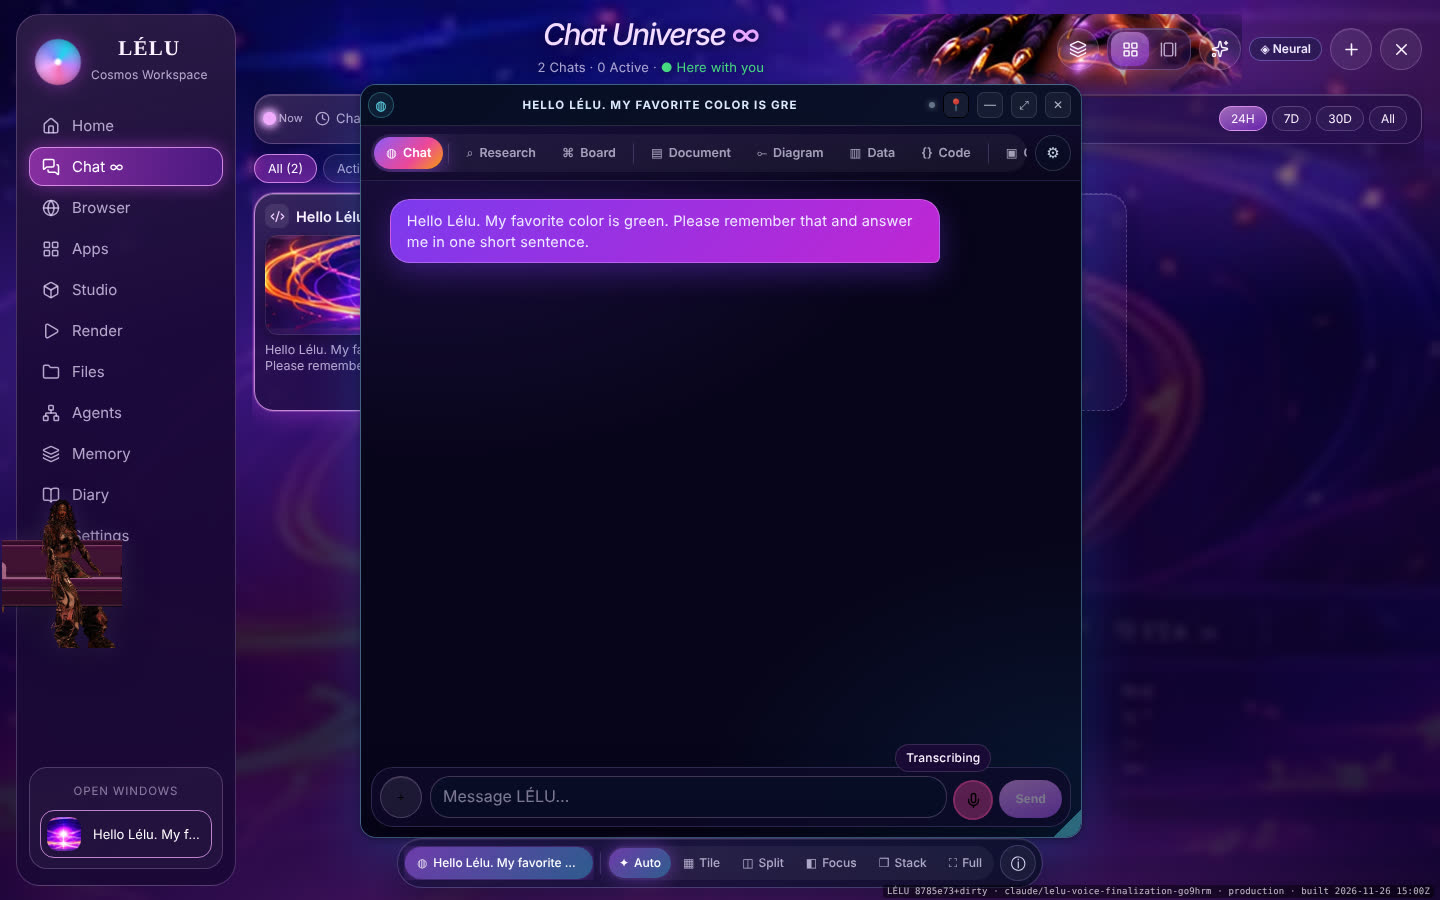 LÉLU
Cosmos Workspace
Home
Chat ∞
Browser
Apps
Studio
Render
Files
Agents
Memory
Diary
Settings
OPEN WINDOWS
Hello Lélu. My f...
Chat Universe ∞
2 Chats · 0 Active · ● Here with you
◈ Neural
Now
Cha
24H
7D
30D
All
All (2)
Acti
Hello Lélu
Hello Lélu. My fa
Please remembe
HELLO LÉLU. MY FAVORITE COLOR IS GRE
Chat
Research
Board
Document
Diagram
Data
{} Code
Hello Lélu. My favorite color is green. Please remember that and answer
me in one short sentence.
Transcribing
Message LÉLU...
Send
Hello Lélu. My favorite ...
Auto
Tile
Split
Focus
Stack
Full
LÉLU 8785e73+dirty · claude/lelu-voice-finalization-go9hrm · production · built 2026-11-26 15:00Z